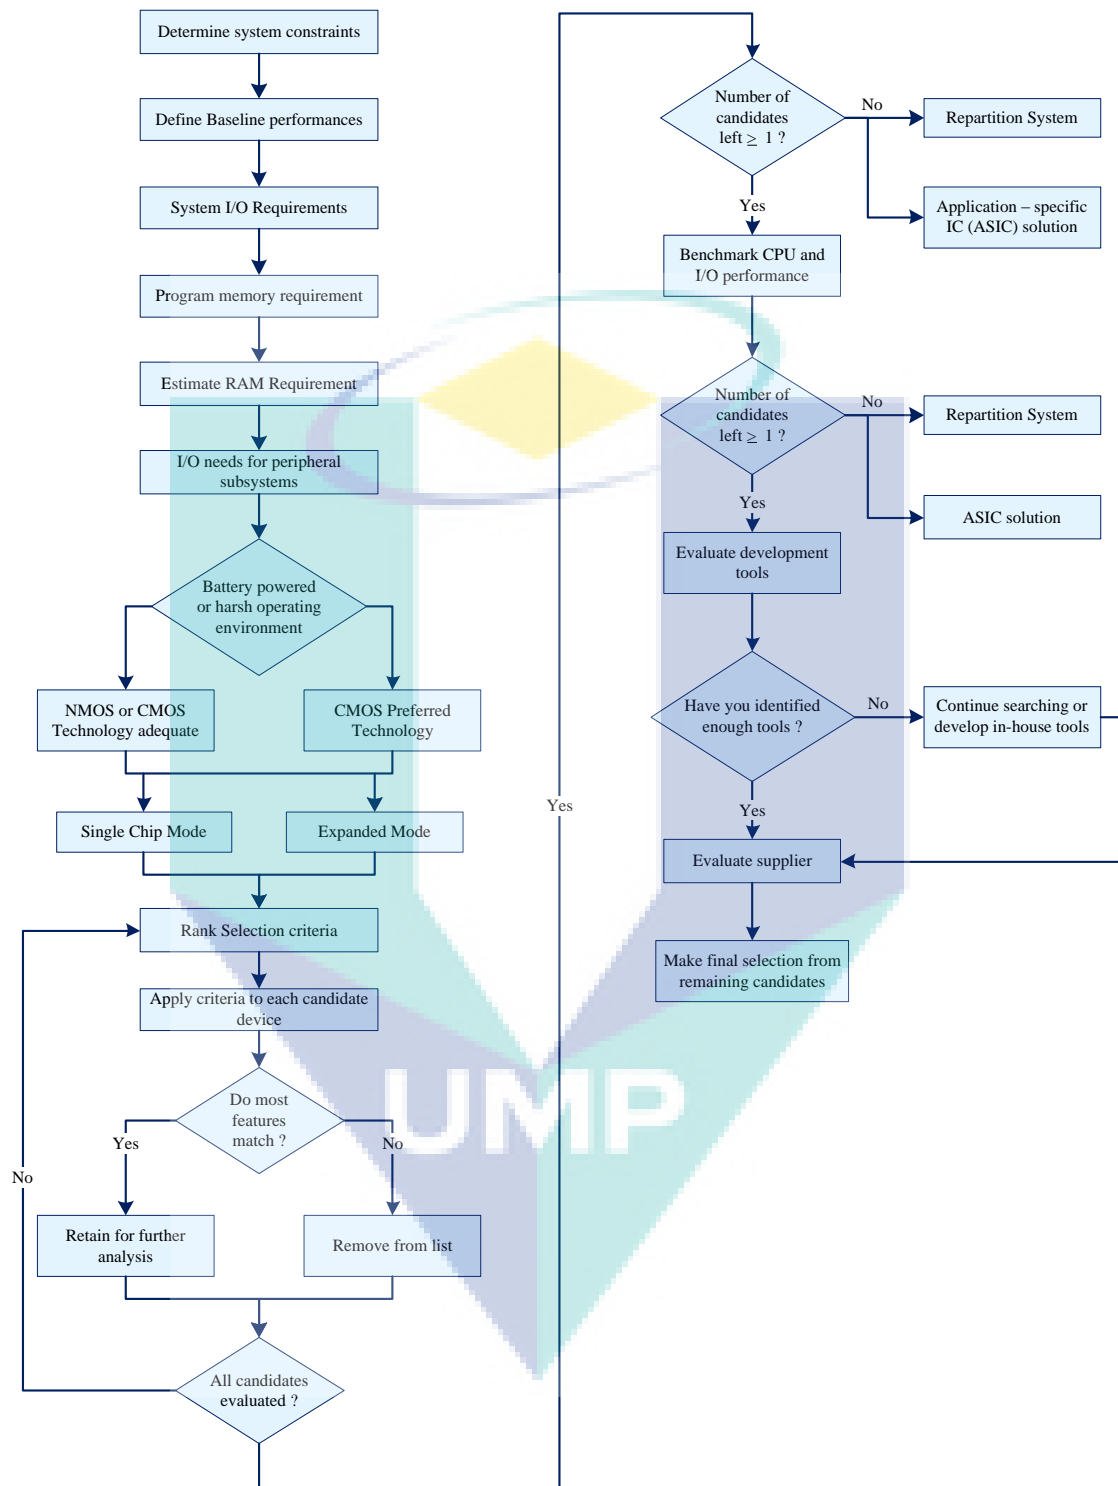 Determine system constraints
Define Baseline performances
System I/O Requirements
Program memory requirement
Estimate RAM Requirement
I/O needs for peripheral
subsystems
Battery powered
or harsh operating
environment
NMOS or CMOS
Technology adequate
CMOS Preferred
Technology
Single Chip Mode
Expanded Mode
Rank Selection criteria
Apply criteria to each candidate
device
Do most
features
match ?
Yes
No
No
Retain for further
analysis
Remove from list
All candidates
evaluated ?
Yes
Number of
candidates
left ≥ 1 ?
No
Repartition System
Application – specific
IC (ASIC) solution
Yes
Benchmark CPU and
I/O performance
Number of
candidates
left ≥ 1 ?
No
Repartition System
ASIC solution
Yes
Evaluate development
tools
Have you identified
enough tools ?
No
Continue searching or
develop in-house tools
Yes
Evaluate supplier
Make final selection from
remaining candidates
UMP